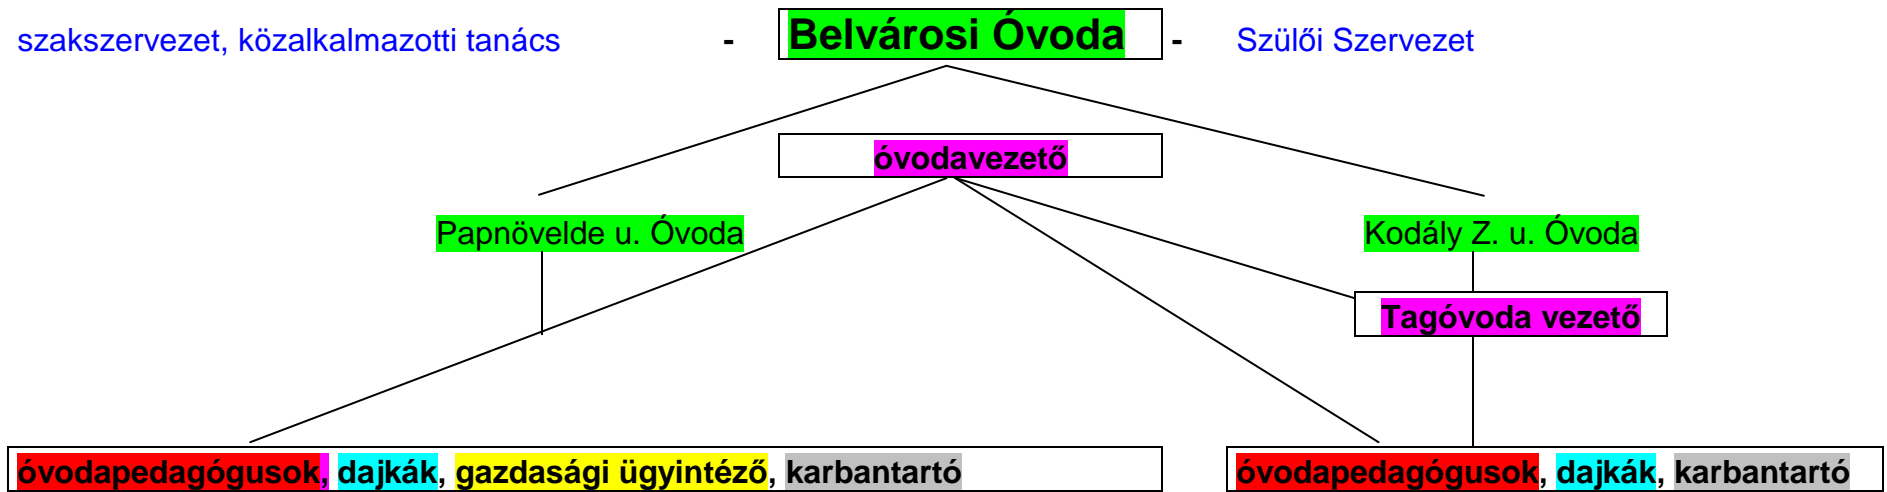 szakszervezet, közalkalmazotti tanács - Belvárosi Óvoda - Szülői Szervezet
óvodavezető
Papnövelde u. Óvoda Kodály Z. u. Óvoda
Tagóvoda vezető
óvodapedagógusok, dajkák, gazdasági ügyintéző, karbantartó óvodapedagógusok, dajkák, karbantartó